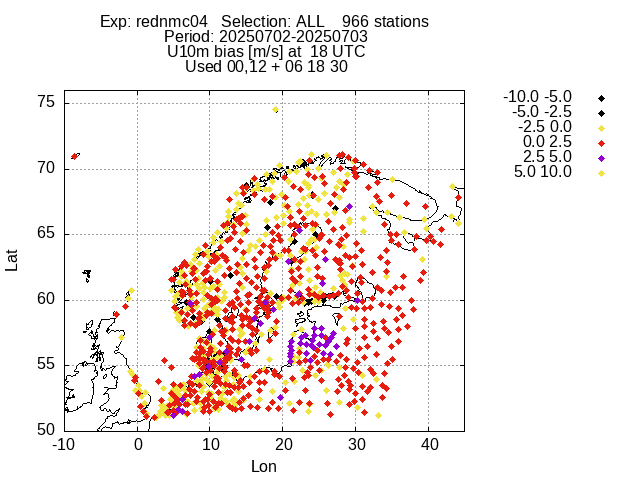 Exp: rednmc04   Selection: ALL    966 stations
Period: 20250702-20250703
U10m bias [m/s] at  18 UTC
Used 00,12 + 06 18 30
-10.0 -5.0
-5.0 -2.5
-2.5 0.0
0.0 2.5
2.5 5.0
5.0 10.0
75
70
65
60
55
50
Lat
-10 0 10 20 30 40
Lon